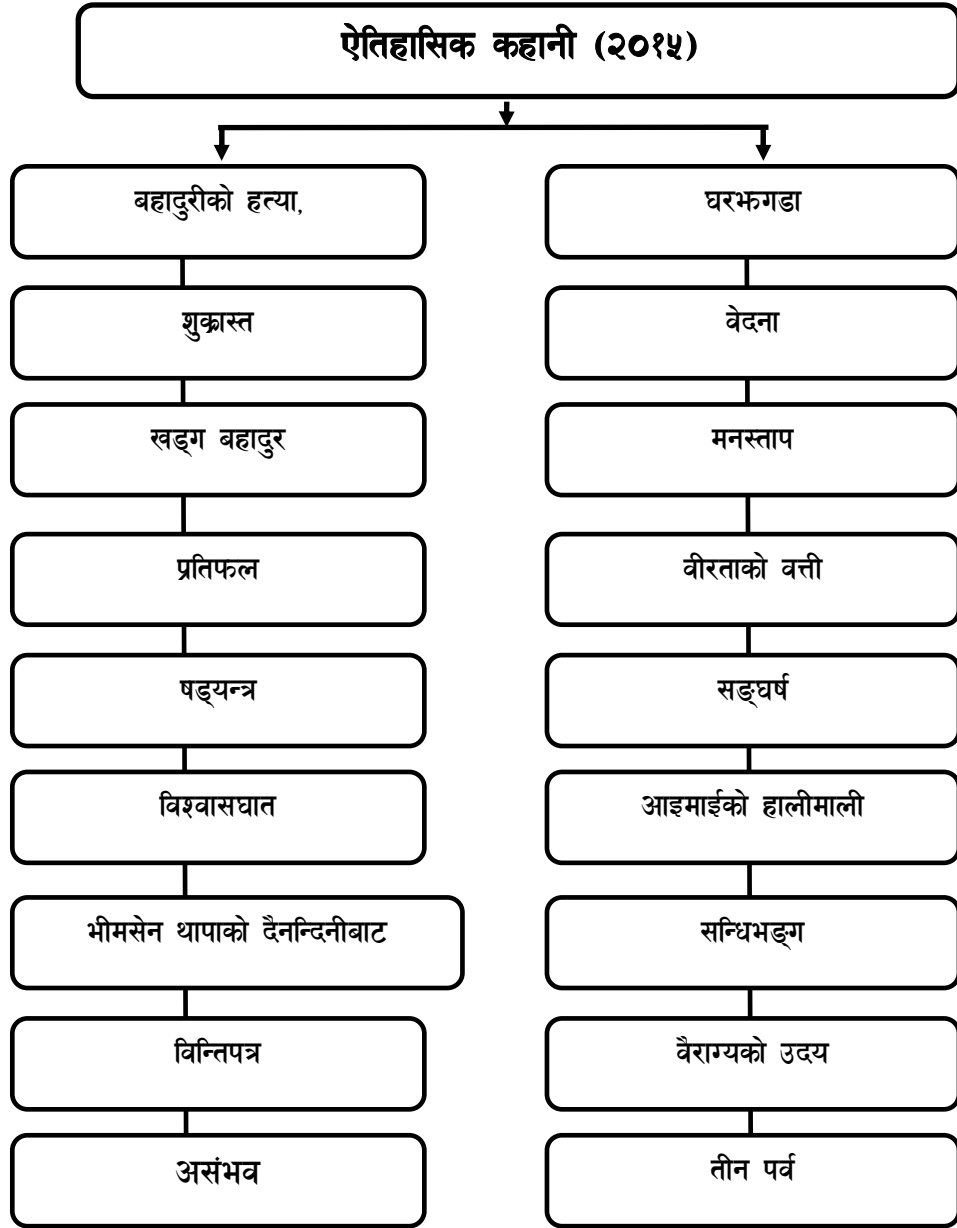 ऐतिहासिक कहानी (२०१५)
बहादुरीको हत्या,
शुक्रास्त
खड्ग बहादुर
प्रतिफल
षड्यन्त्र
विश्वासघात
भीमसेन थापाको दैनन्दिनीबाट
विन्तिपत्र
असंभव
घरझगडा
वेदना
मनस्ताप
वीरताको वत्ती
सङ्घर्ष
आइमाईको हालीमाली
सन्धिभङ्ग
वैराग्यको उदय
तीन पर्व